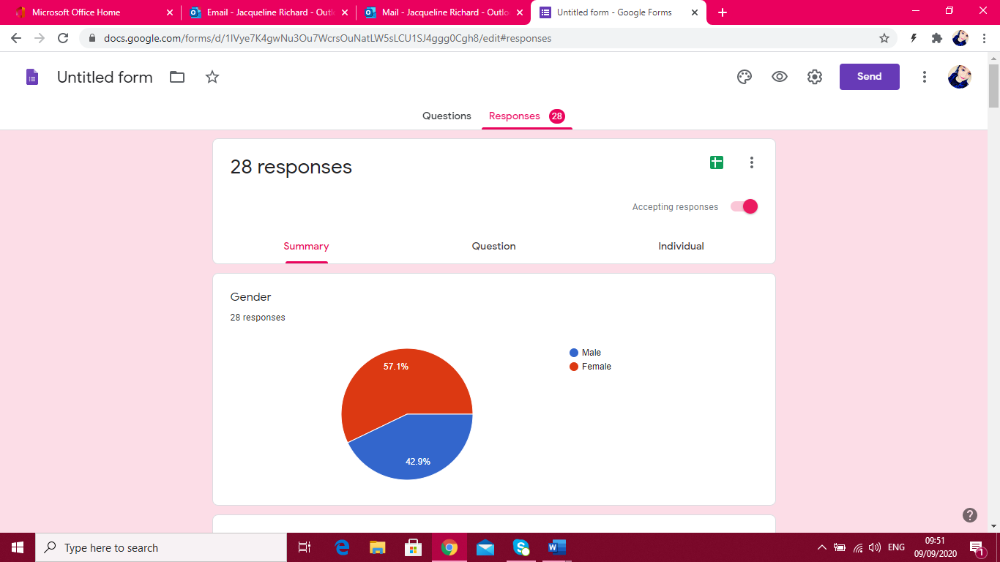 Microsoft Office Home
Email - Jacqueline Richard - Outl
Mail - Jacqueline Richard - Outlo
Untitled form - Google Forms
docs.google.com/forms/d/1IVye7K4gwNu3Ou7WcrsOuNatLW5sLCU1SJ4ggg0Cgh8/edit#responses
Untitled form
Send
Questions
Responses 28
28 responses
Accepting responses
Summary
Question
Individual
Gender
28 responses
57.1%
42.9%
Male
Female
Type here to search
ENG
09:51
09/09/2020
1